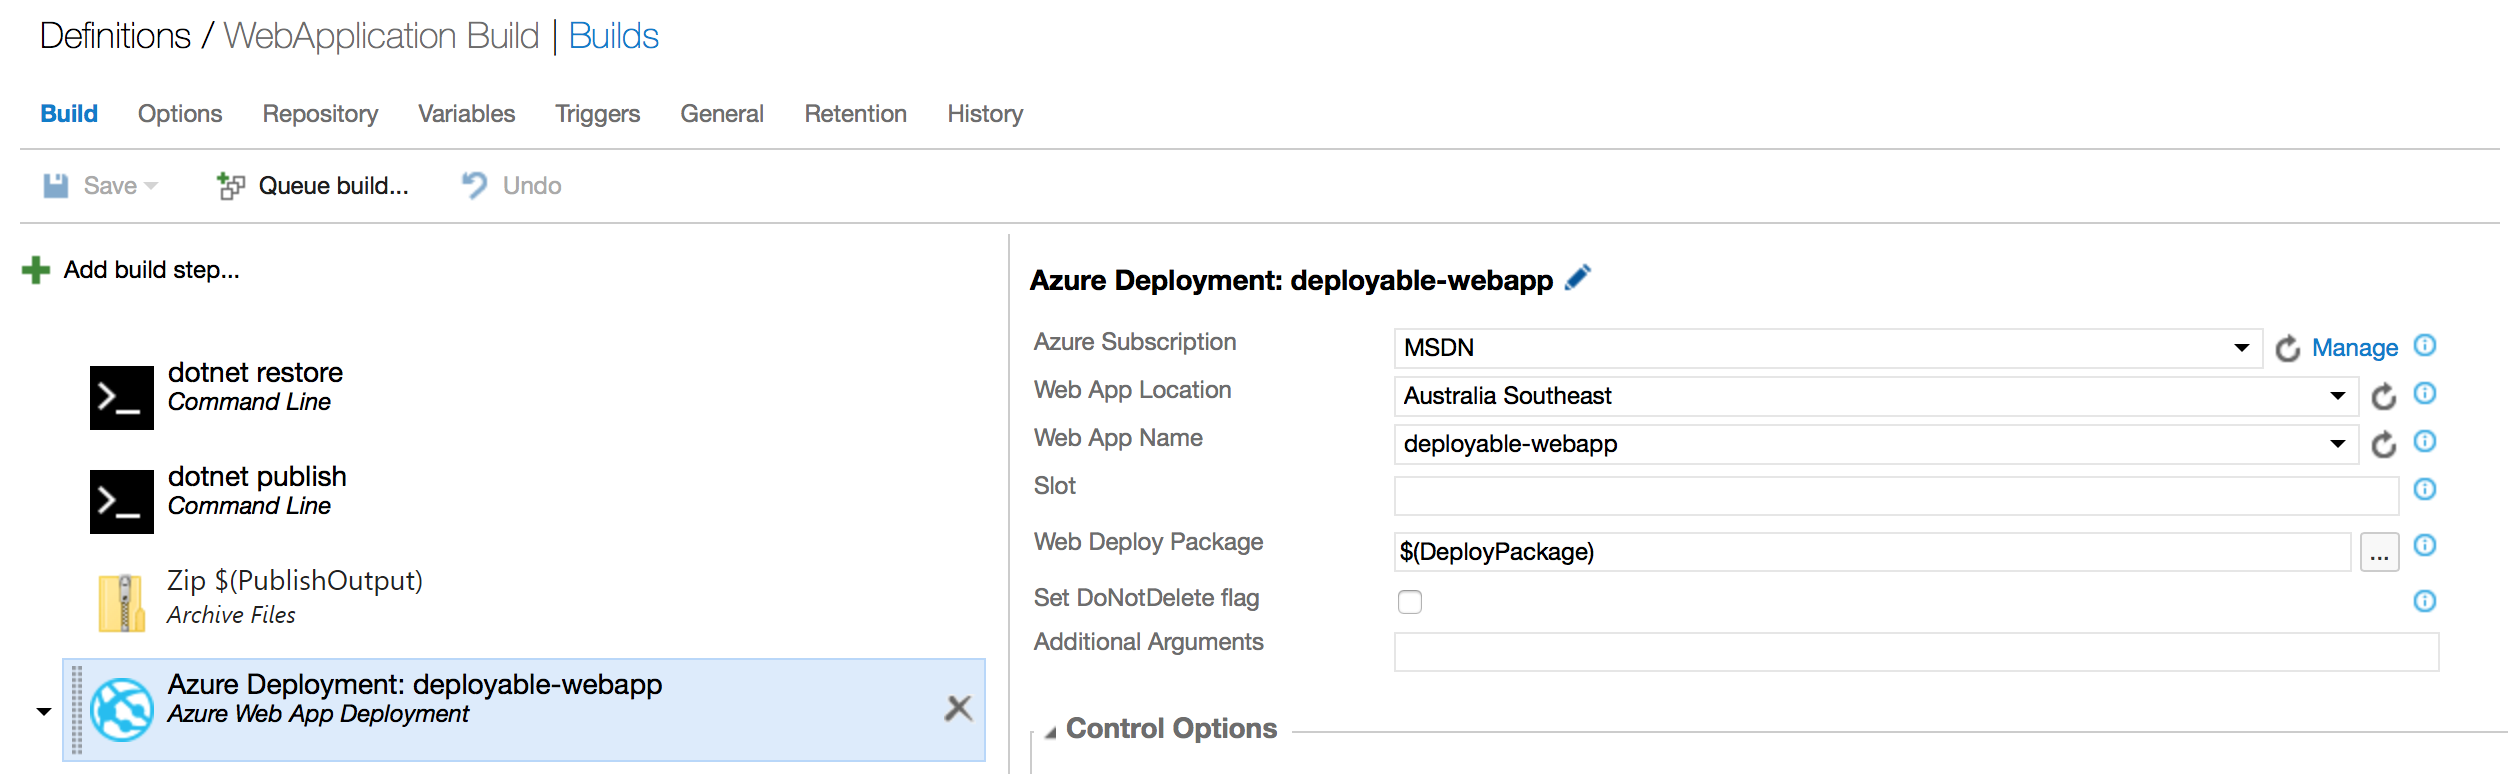 Definitions / WebApplication Build | Builds
Build Options Repository Variables Triggers General Retention History
Save Queue build... Undo
Add build step...
dotnet restore
Command Line
dotnet publish
Command Line
Zip $(PublishOutput)
Archive Files
Azure Deployment: deployable-webapp
Azure Web App Deployment
Azure Deployment: deployable-webapp
Azure Subscription MSDN Manage
Web App Location Australia Southeast
Web App Name deployable-webapp
Slot
Web Deploy Package $(DeployPackage) ...
Set DoNotDelete flag
Additional Arguments
Control Options